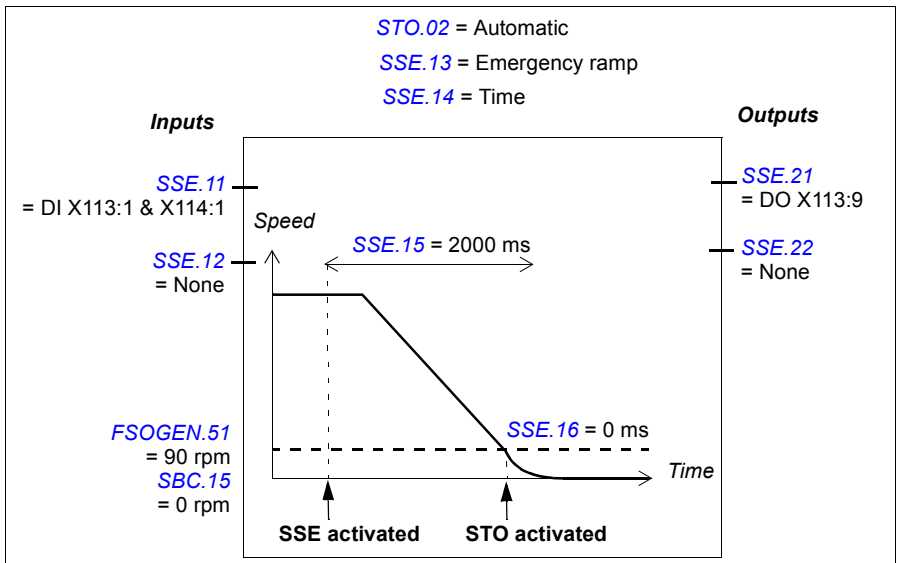 STO.02 = Automatic
SSE.13 = Emergency ramp
SSE.14 = Time
Inputs
Outputs
SSE.11
= DI X113:1 & X114:1
SSE.21
= DO X113:9
Speed
SSE.15 = 2000 ms
SSE.12
= None
SSE.22
= None
FSOGEN.51
= 90 rpm
SBC.15
= 0 rpm
SSE.16 = 0 ms
Time
SSE activated
STO activated